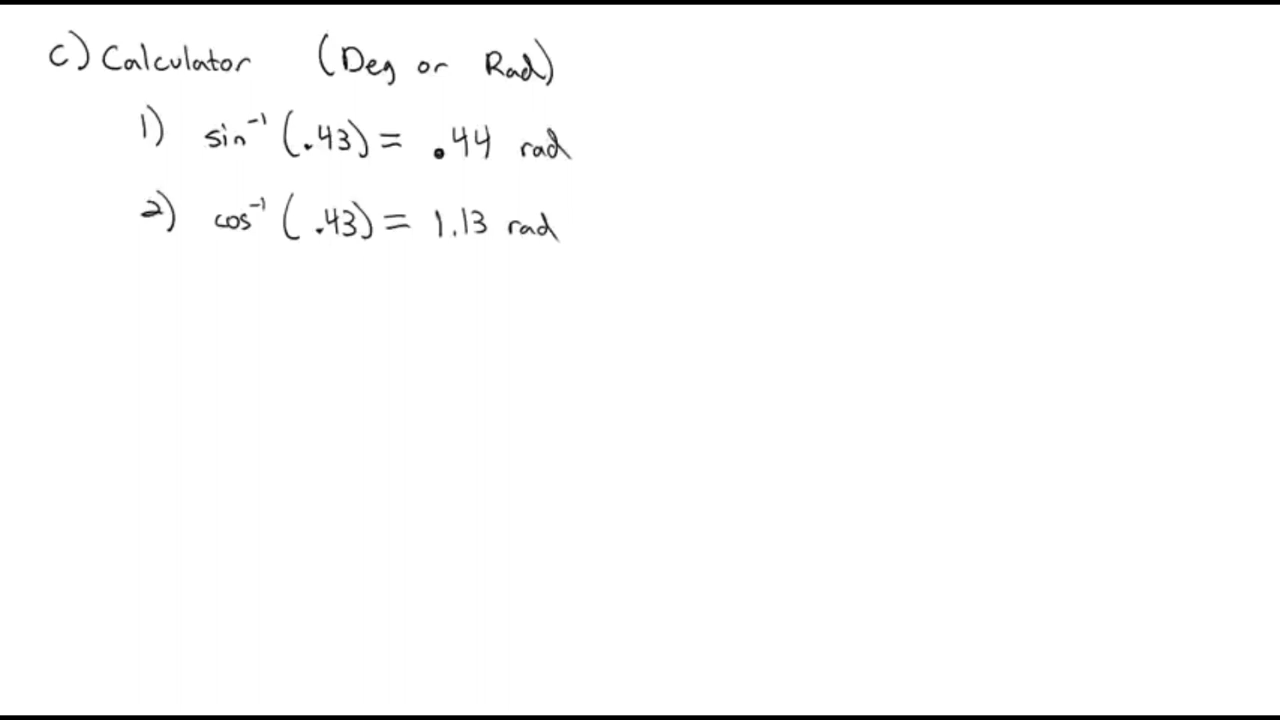 c) Calculator (Deg or Rad)
1) sin⁻¹ (.43) = .44 rad
2) cos⁻¹ (.43) = 1.13 rad